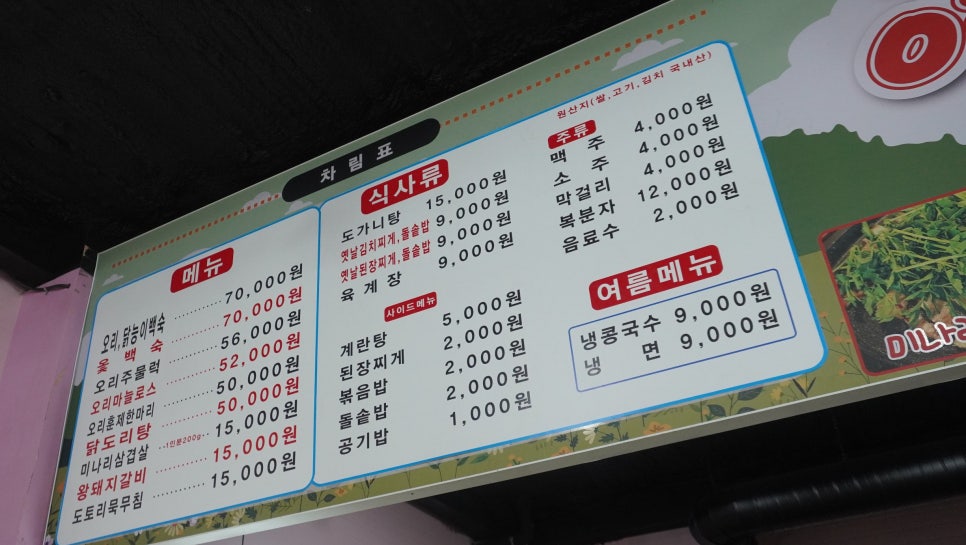 차림표
메뉴
오리,닭능이백숙 70,000원
옻백숙 70,000원
오리주물럭 56,000원
오리마늘로스 52,000원
오리훈제한마리 50,000원
닭도리탕 50,000원
미나리삼겹살 -1인분200g- 15,000원
왕돼지갈비 15,000원
도토리묵무침 15,000원
식사류
도가니탕 15,000원
옛날김치찌게,돌솥밥 9,000원
옛날된장찌게,돌솥밥 9,000원
육계장 9,000원
사이드메뉴
계란탕 5,000원
된장찌게 2,000원
볶음밥 2,000원
돌솥밥 2,000원
공기밥 1,000원
원산지(쌀,고기,김치 국내산)
주류
맥주 4,000원
소주 4,000원
막걸리 4,000원
복분자 12,000원
음료수 2,000원
여름메뉴
냉콩국수 9,000원
냉면 9,000원
미나